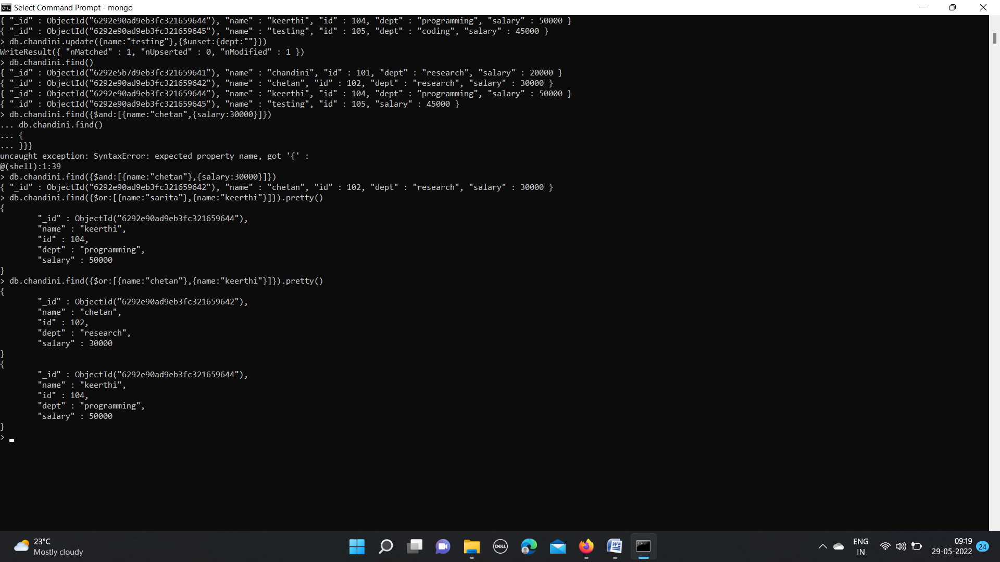 Select Command Prompt - mongo
{ "_id" : ObjectId("6292e90ad9eb3fc321659644"), "name" : "keerthi", "id" : 104, "dept" : "programming", "salary" : 50000 }
{ "_id" : ObjectId("6292e90ad9eb3fc321659645"), "name" : "testing", "id" : 105, "dept" : "coding", "salary" : 45000 }
> db.chandini.update({name:"testing"},{$unset:{dept:""}})
WriteResult({ "nMatched" : 1, "nUpserted" : 0, "nModified" : 1 })
> db.chandini.find()
{ "_id" : ObjectId("6292e5b7d9eb3fc321659641"), "name" : "chandini", "id" : 101, "dept" : "research", "salary" : 20000 }
{ "_id" : ObjectId("6292e90ad9eb3fc321659642"), "name" : "chetan", "id" : 102, "dept" : "research", "salary" : 30000 }
{ "_id" : ObjectId("6292e90ad9eb3fc321659644"), "name" : "keerthi", "id" : 104, "dept" : "programming", "salary" : 50000 }
{ "_id" : ObjectId("6292e90ad9eb3fc321659645"), "name" : "testing", "id" : 105, "salary" : 45000 }
> db.chandini.find({$and:[{name:"chetan",{salary:30000}]})
... db.chandini.find()
... {
... }}}
uncaught exception: SyntaxError: expected property name, got '{' :
@(shell):1:39
> db.chandini.find({$and:[{name:"chetan"},{salary:30000}]})
{ "_id" : ObjectId("6292e90ad9eb3fc321659642"), "name" : "chetan", "id" : 102, "dept" : "research", "salary" : 30000 }
> db.chandini.find({$or:[{name:"sarita"},{name:"keerthi"}]}).pretty()
{
"_id" : ObjectId("6292e90ad9eb3fc321659644"),
"name" : "keerthi",
"id" : 104,
"dept" : "programming",
"salary" : 50000
}
> db.chandini.find({$or:[{name:"chetan"},{name:"keerthi"}]}).pretty()
{
"_id" : ObjectId("6292e90ad9eb3fc321659642"),
"name" : "chetan",
"id" : 102,
"dept" : "research",
"salary" : 30000
}
{
"_id" : ObjectId("6292e90ad9eb3fc321659644"),
"name" : "keerthi",
"id" : 104,
"dept" : "programming",
"salary" : 50000
}
>
23°C
Mostly cloudy
DELL
ENG
IN
09:19
29-05-2022
24